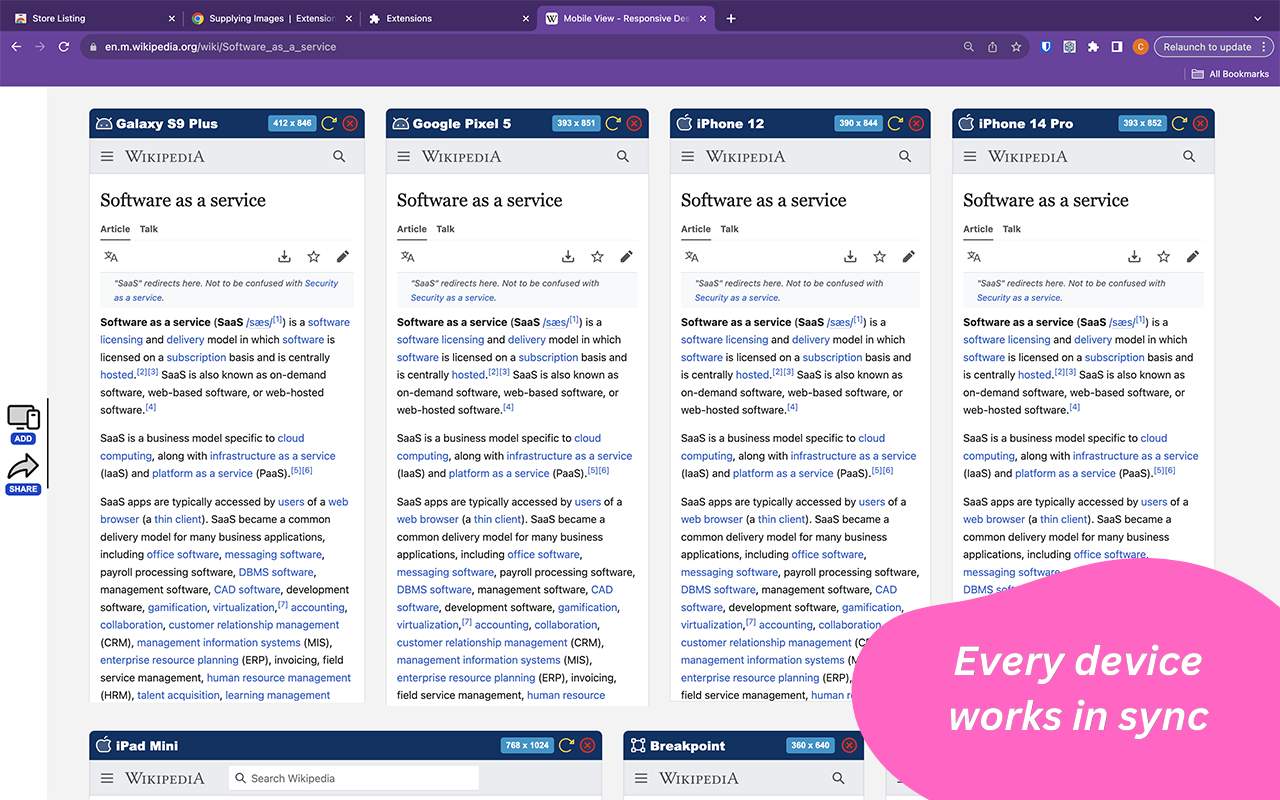 Store Listing
Supplying Images | Extension
Extensions
Mobile View - Responsive Des
en.m.wikipedia.org/wiki/Software_as_a_service
C
Relaunch to update
All Bookmarks
ADD
SHARE
Galaxy S9 Plus
412 x 846
WIKIPEDIA
Software as a service
Article Talk
"SaaS" redirects here. Not to be confused with Security
as a service.
Software as a service (SaaS /sæs/[1]) is a software
licensing and delivery model in which software is
licensed on a subscription basis and is centrally
hosted.[2][3] SaaS is also known as on-demand
software, web-based software, or web-hosted
software.[4]
SaaS is a business model specific to cloud
computing, along with infrastructure as a service
(IaaS) and platform as a service (PaaS).[5][6]
SaaS apps are typically accessed by users of a web
browser (a thin client). SaaS became a common
delivery model for many business applications,
including office software, messaging software,
payroll processing software, DBMS software,
management software, CAD software, development
software, gamification, virtualization,[7] accounting,
collaboration, customer relationship management
(CRM), management information systems (MIS),
enterprise resource planning (ERP), invoicing, field
service management, human resource management
(HRM), talent acquisition, learning management
Google Pixel 5
393 x 851
WIKIPEDIA
Software as a service
Article Talk
"SaaS" redirects here. Not to be confused with
Security as a service.
Software as a service (SaaS /sæs/[1]) is a
software licensing and delivery model in which
software is licensed on a subscription basis and
is centrally hosted.[2][3] SaaS is also known as
on-demand software, web-based software, or
web-hosted software.[4]
SaaS is a business model specific to cloud
computing, along with infrastructure as a service
(IaaS) and platform as a service (PaaS).[5][6]
SaaS apps are typically accessed by users of a
web browser (a thin client). SaaS became a
common delivery model for many business
applications, including office software,
messaging software, payroll processing software,
DBMS software, management software, CAD
software, development software, gamification,
virtualization,[7] accounting, collaboration,
customer relationship management (CRM),
management information systems (MIS),
enterprise resource planning (ERP), invoicing,
field service management, human resource
iPhone 12
390 x 844
WIKIPEDIA
Software as a service
Article Talk
"SaaS" redirects here. Not to be confused with
Security as a service.
Software as a service (SaaS /sæs/[1]) is a
software licensing and delivery model in which
software is licensed on a subscription basis and
is centrally hosted.[2][3] SaaS is also known as
on-demand software, web-based software, or
web-hosted software.[4]
SaaS is a business model specific to cloud
computing, along with infrastructure as a service
(IaaS) and platform as a service (PaaS).[5][6]
SaaS apps are typically accessed by users of a
web browser (a thin client). SaaS became a
common delivery model for many business
applications, including office software,
messaging software, payroll processing software,
DBMS software, management software, CAD
software, development software, gamification,
virtualization,[7] accounting, collaboration
customer relationship management
management information systems
enterprise resource planning (ERP),
field service management, human
iPhone 14 Pro
393 x 852
WIKIPEDIA
Software as a service
Article Talk
"SaaS" redirects here. Not to be confused with
Security as a service.
Software as a service (SaaS /sæs/[1]) is a
software licensing and delivery model in which
software is licensed on a subscription basis and
is centrally hosted.[2][3] SaaS is also known as
on-demand software, web-based software, or
web-hosted software.[4]
SaaS is a business model specific to cloud
computing, along with infrastructure as a service
(IaaS) and platform as a service (PaaS).[5][6]
SaaS apps are typically accessed by users of a
web browser (a thin client). SaaS became a
common delivery model for many business
applications, including office software,
messaging software
DBMS
Every device
works in sync
iPad Mini
768 x 1024
WIKIPEDIA
Search Wikipedia
Breakpoint
360 x 640
WIKIPEDIA